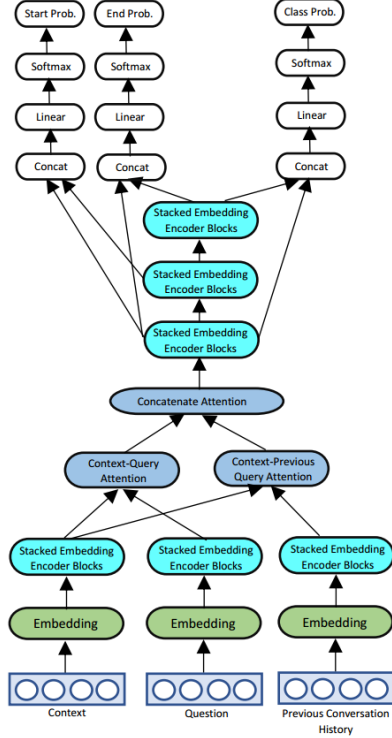 Start Prob.
End Prob.
Class Prob.
Softmax
Softmax
Softmax
Linear
Linear
Linear
Concat
Concat
Concat
Stacked Embedding
Encoder Blocks
Stacked Embedding
Encoder Blocks
Stacked Embedding
Encoder Blocks
Concatenate Attention
Context-Query
Attention
Context-Previous
Query Attention
Stacked Embedding
Encoder Blocks
Stacked Embedding
Encoder Blocks
Stacked Embedding
Encoder Blocks
Embedding
Embedding
Embedding
Context
Question
Previous Conversation
History